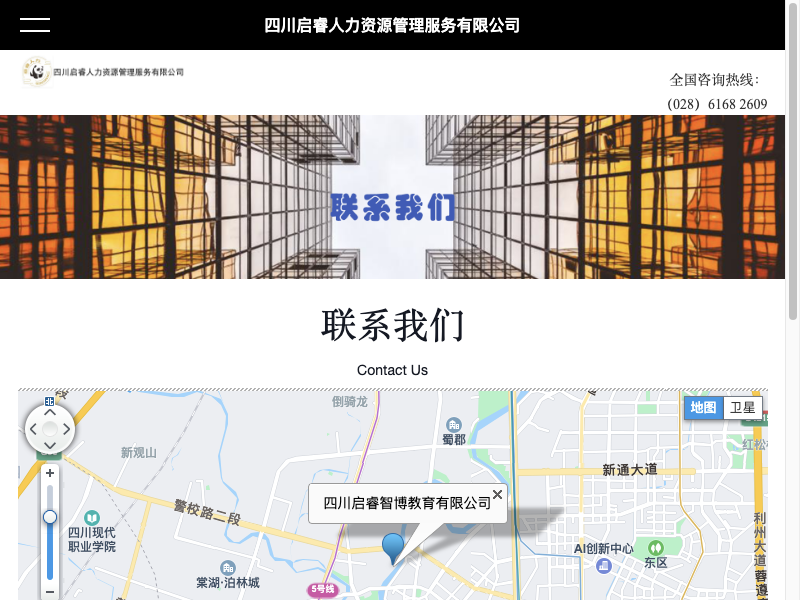 四川启睿人力资源管理服务有限公司
四川启睿人力资源管理服务有限公司
全国咨询热线：
（028）6168 2609
联系我们
联系我们
Contact Us
北
段
倒骑龙
地图
卫星
蜀郡
红松
新观山
新通大道
四川启睿智博教育有限公司
警校路二段
四川现代
职业学院
利州大道蓉遵
AI创新中心
东区
棠湖·泊林城
5号线